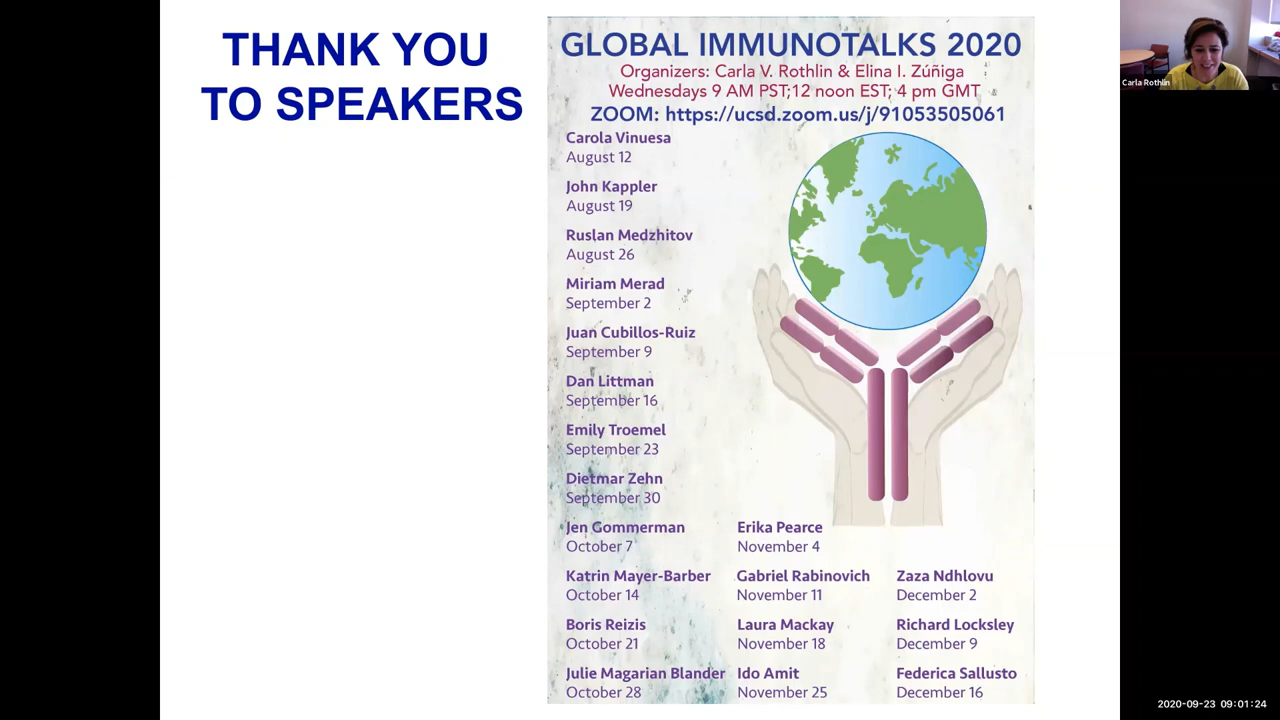 THANK YOU
TO SPEAKERS
GLOBAL IMMUNOTALKS 2020
Organizers: Carla V. Rothlin & Elina I. Zúñiga
Wednesdays 9 AM PST;12 noon EST; 4 pm GMT
ZOOM: https://ucsd.zoom.us/j/91053505061
Carola Vinuesa
August 12
John Kappler
August 19
Ruslan Medzhitov
August 26
Miriam Merad
September 2
Juan Cubillos-Ruiz
September 9
Dan Littman
September 16
Emily Troemel
September 23
Dietmar Zehn
September 30
Jen Gommerman
October 7
Katrin Mayer-Barber
October 14
Boris Reizis
October 21
Julie Magarian Blander
October 28
Erika Pearce
November 4
Gabriel Rabinovich
November 11
Laura Mackay
November 18
Ido Amit
November 25
Zaza Ndhlovu
December 2
Richard Locksley
December 9
Federica Sallusto
December 16
Carla Rothlin
2020-09-23 09:01:24